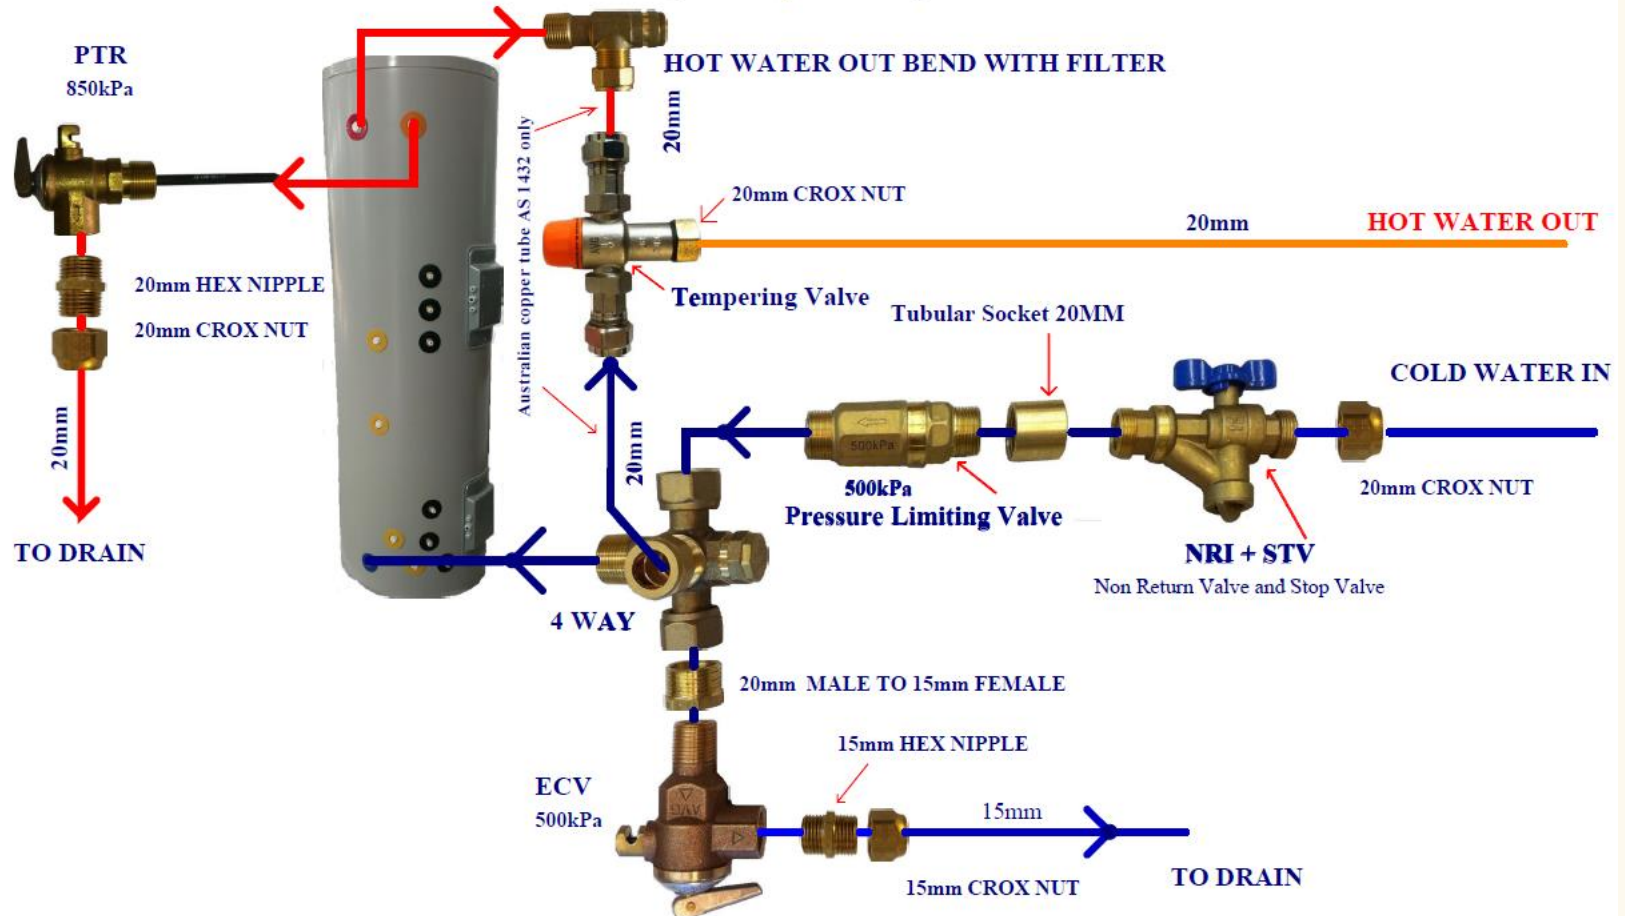 PTR
850kPa
HOT WATER OUT BEND WITH FILTER
20mm
Australian copper tube AS 1432 only
20mm CROX NUT
20mm
HOT WATER OUT
20mm HEX NIPPLE
20mm CROX NUT
Tempering Valve
Tubular Socket 20MM
COLD WATER IN
20mm
20mm
500kPa
500kPa
Pressure Limiting Valve
20mm CROX NUT
TO DRAIN
NRI + STV
Non Return Valve and Stop Valve
4 WAY
20mm MALE TO 15mm FEMALE
15mm HEX NIPPLE
ECV
500kPa
AVG
15mm
15mm CROX NUT
TO DRAIN